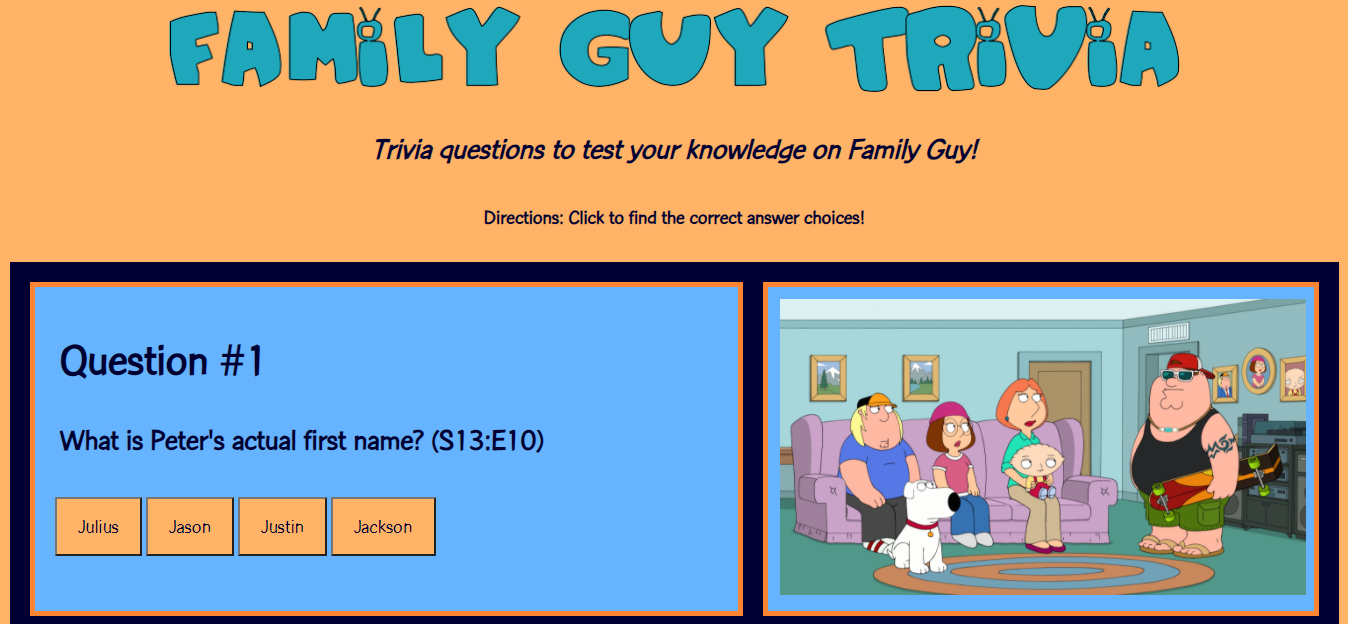 FAMiLY GUY TRiViA
Trivia questions to test your knowledge on Family Guy!
Directions: Click to find the correct answer choices!
Question #1
What is Peter's actual first name? (S13:E10)
Julius Jason Justin Jackson